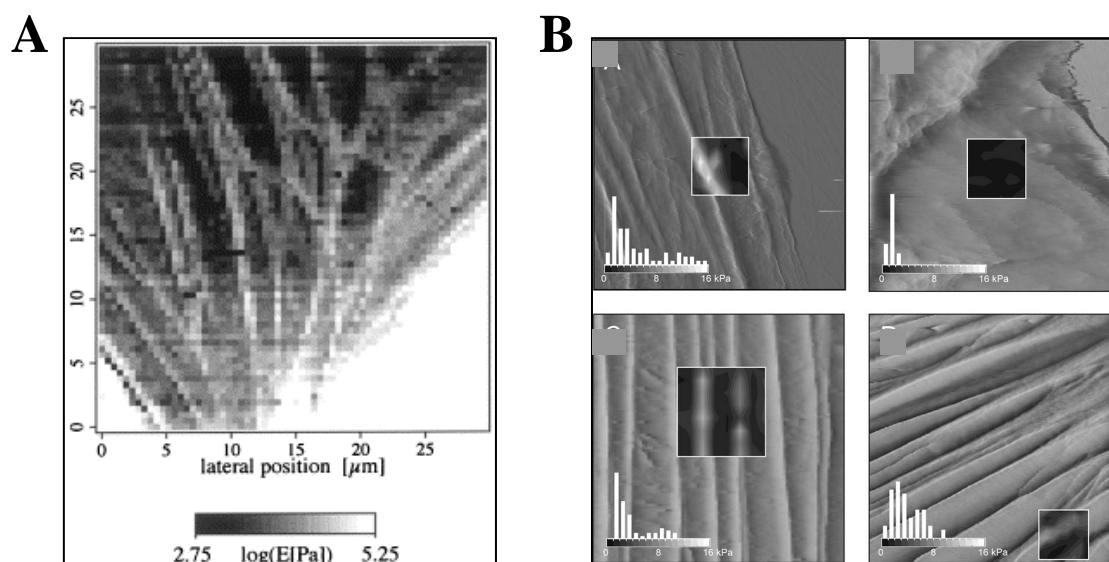 A
B
25
20
15
10
5
0
0 5 10 15 20 25
lateral position [µm]
2.75 log(E[Pa]) 5.25
0 8 16 kPa
0 8 16 kPa
0 8 16 kPa
0 8 16 kPa